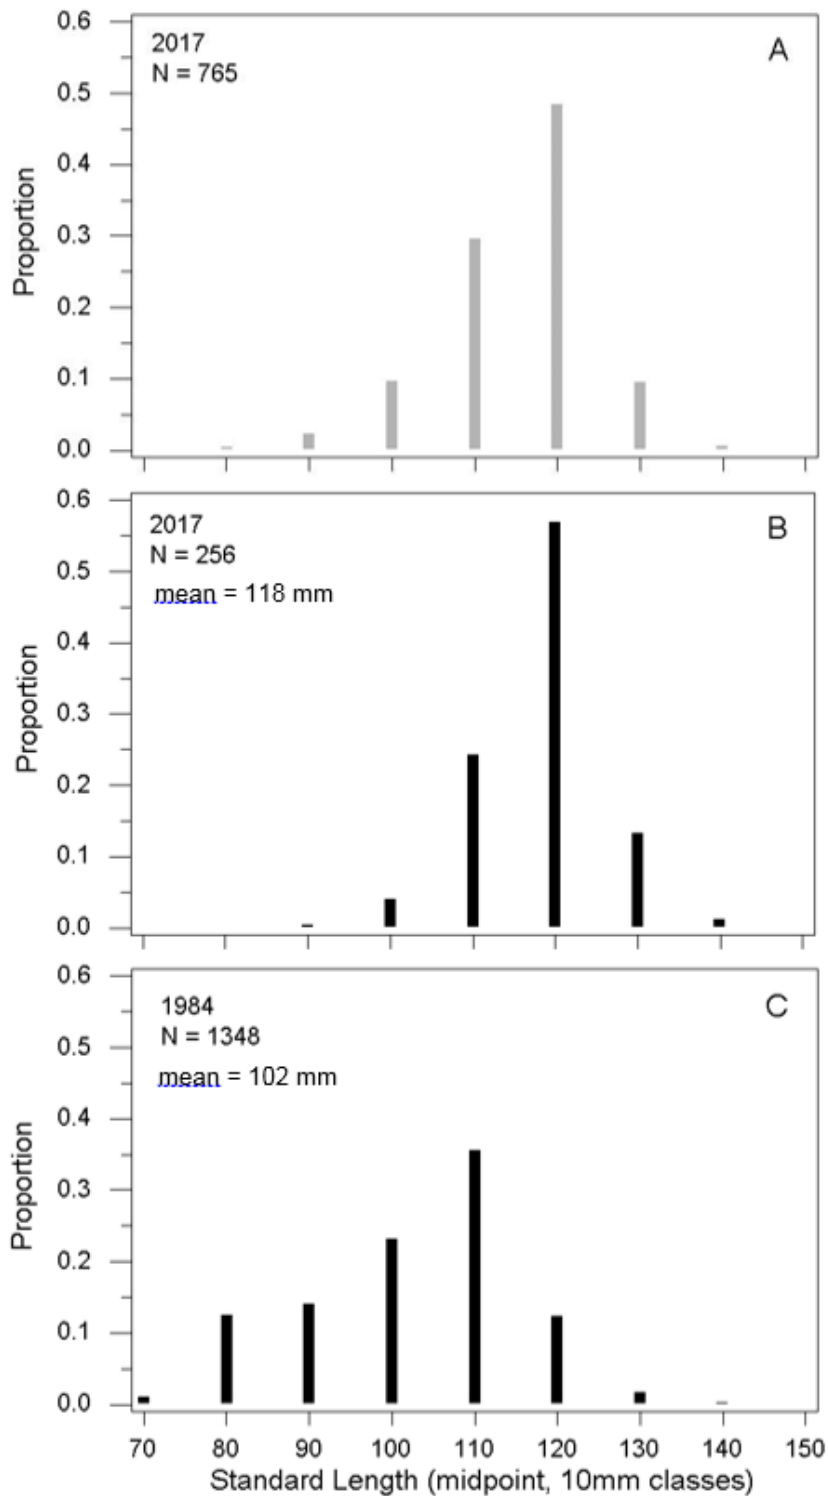 0.6
2017
A
N = 765
0.5
0.4
Proportion
0.3
0.2
0.1
0.0
0.6
2017
B
N = 256
0.5
mean = 118 mm
0.4
Proportion
0.3
0.2
0.1
0.0
0.6
1984
C
N = 1348
0.5
mean = 102 mm
0.4
Proportion
0.3
0.2
0.1
0.0
70 80 90 100 110 120 130 140 150
Standard Length (midpoint, 10mm classes)